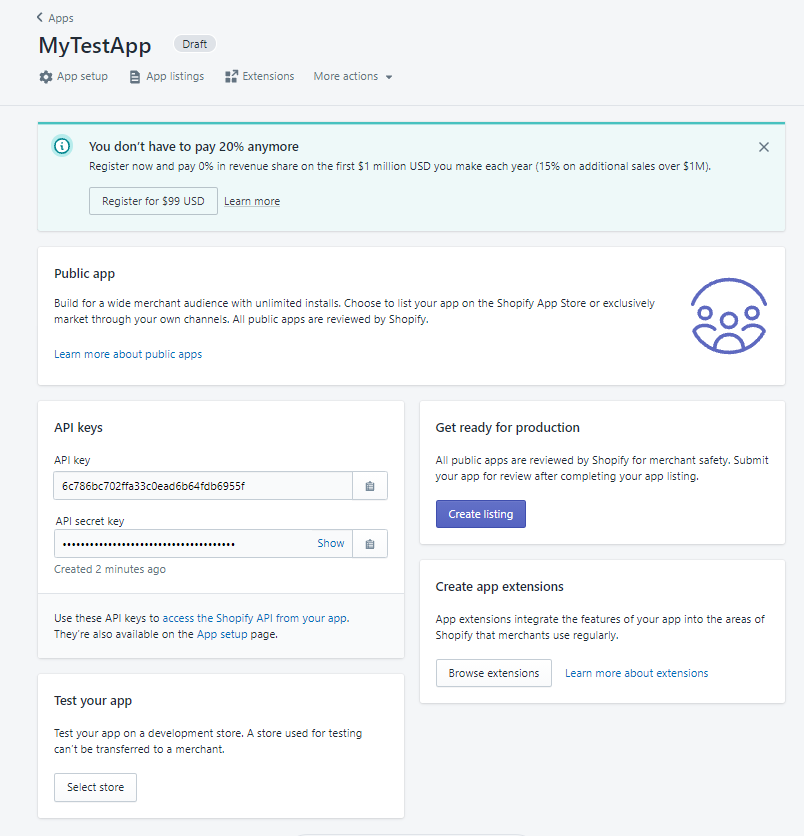 Apps
MyTestApp
Draft
App setup
App listings
Extensions
More actions
You don't have to pay 20% anymore
Register now and pay 0% in revenue share on the first $1 million USD you make each year (15% on additional sales over $1M).
Register for $99 USD
Learn more
Public app
Build for a wide merchant audience with unlimited installs. Choose to list your app on the Shopify App Store or exclusively
market through your own channels. All public apps are reviewed by Shopify.
Learn more about public apps
API keys
API key
6c786bc702ffa33c0ead6b64fdb6955f
API secret key
•••••••••••••••••••••••••••••••••••••• Show
Created 2 minutes ago
Use these API keys to access the Shopify API from your app.
They're also available on the App setup page.
Test your app
Test your app on a development store. A store used for testing
can't be transferred to a merchant.
Select store
Get ready for production
All public apps are reviewed by Shopify for merchant safety. Submit
your app for review after completing your app listing.
Create listing
Create app extensions
App extensions integrate the features of your app into the areas of
Shopify that merchants use regularly.
Browse extensions
Learn more about extensions